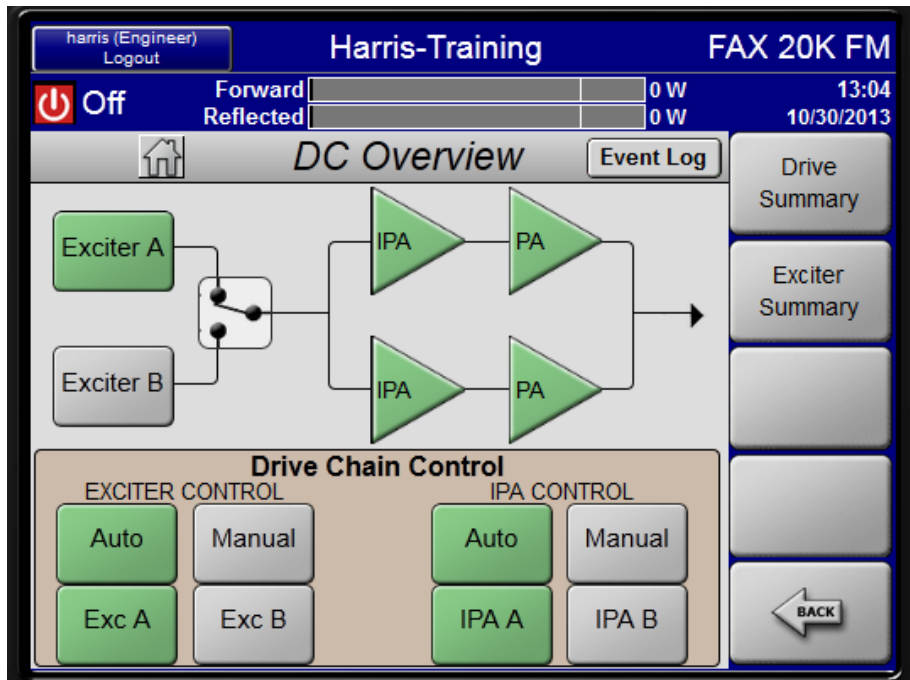 harris (Engineer)
Logout
Harris-Training
FAX 20K FM
Off
Forward
0 W
13:04
Reflected
0 W
10/30/2013
DC Overview
Event Log
Drive
Summary
Exciter A
IPA
PA
Exciter
Summary
Exciter B
IPA
PA
Drive Chain Control
EXCITER CONTROL
IPA CONTROL
Auto
Manual
Auto
Manual
Exc A
Exc B
IPA A
IPA B
BACK